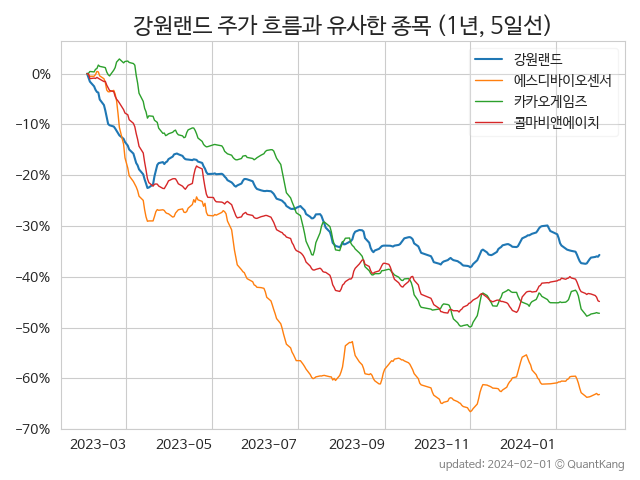 강원랜드 주가 흐름과 유사한 종목 (1년, 5일선)
강원랜드
에스디바이오센서
카카오게임즈
콜마비앤에이치
0%
−10%
−20%
−30%
−40%
−50%
−60%
−70%
2023-03 2023-05 2023-07 2023-09 2023-11 2024-01
updated: 2024-02-01 © QuantKang